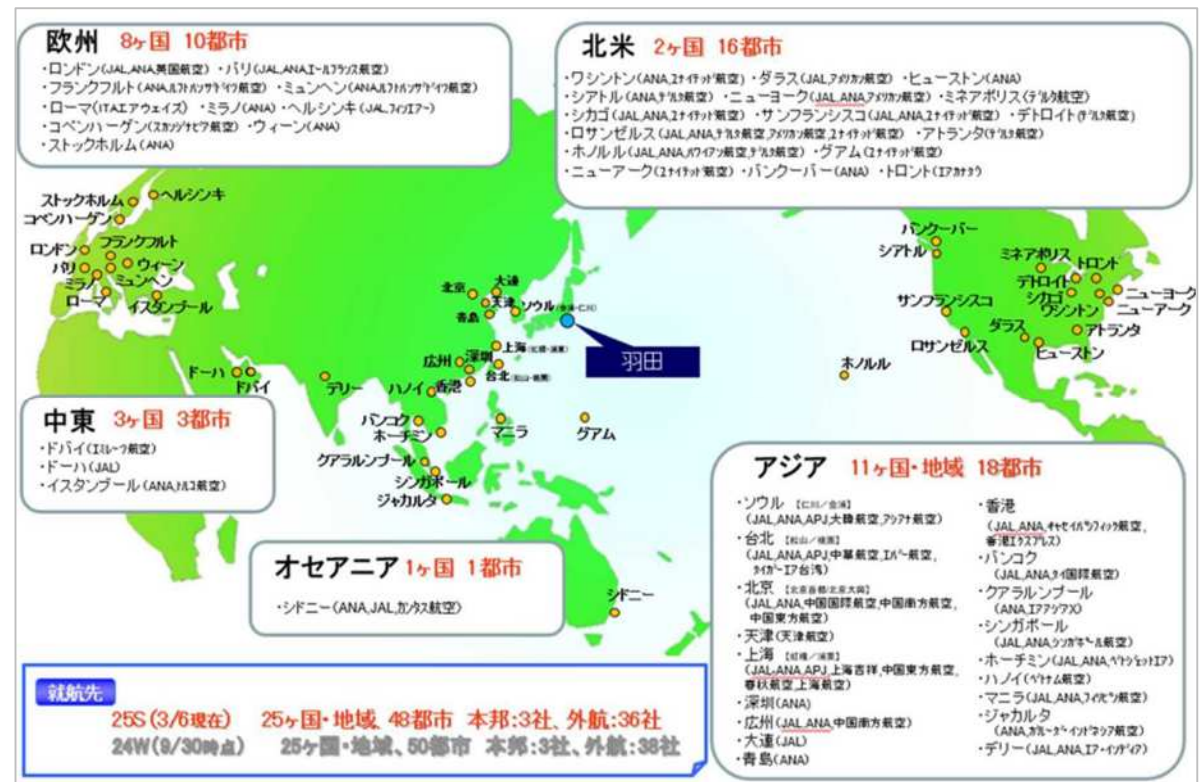 欧州 8ヶ国 10都市
・ロンドン(JAL,ANA,英国航空) ・パリ(JAL,ANA,エールフランス航空)
・フランクフルト(ANA,ルフトハンザドイツ航空) ・ミュンヘン(ANA,ルフトハンザドイツ航空)
・ローマ(ITAエアウェイズ) ・ミラノ(ANA) ・ヘルシンキ(JAL,フィンエアー)
・コペンハーゲン(スカンジナビア航空) ・ウィーン(ANA)
・ストックホルム(ANA)
北米 2ヶ国 16都市
・ワシントン(ANA,ユナイテッド航空) ・ダラス(JAL,アメリカン航空) ・ヒューストン(ANA)
・シアトル(ANA,デルタ航空) ・ニューヨーク(JAL,ANA,アメリカン航空) ・ミネアポリス(デルタ航空)
・シカゴ(JAL,ANA,ユナイテッド) ・サンフランシスコ(JAL,ANA,ユナイテッド) ・デトロイト(デルタ航空)
・ロサンゼルス(JAL,ANA,デルタ航空,アメリカン航空,ユナイテッド航空) ・アトランタ(デルタ航空)
・ホノルル(JAL,ANA,ハワイアン航空,デルタ航空) ・グアム(ユナイテッド航空)
・ニューアーク(ユナイテッド航空) ・バンクーバー(ANA) ・トロント(エアカナダ)
ストックホルム
ヘルシンキ
コペンハーゲン
ロンドン
フランクフルト
パリ
ウィーン
ミラノ
ミュンヘン
ローマ
イスタンブール
北京
大連
天津
ソウル(金浦・仁川)
青島
上海(虹橋・浦東)
広州
深圳
台北(松山・桃園)
香港
羽田
ドーハ
ドバイ
デリー
ハノイ
バンコク
ホーチミン
マニラ
グアム
クアラルンプール
シンガポール
ジャカルタ
シドニー
ホノルル
バンクーバー
シアトル
ミネアポリス
トロント
デトロイト
シカゴ
ニューヨーク
ワシントン
ニューアーク
サンフランシスコ
ダラス
アトランタ
ロサンゼルス
ヒューストン
中東 3ヶ国 3都市
・ドバイ(エミレーツ航空)
・ドーハ(JAL)
・イスタンブール(ANA,トルコ航空)
オセアニア 1ヶ国 1都市
・シドニー(ANA,JAL,カンタス航空)
アジア 11ヶ国・地域 18都市
・ソウル 【仁川/金浦】
(JAL,ANA,APJ,大韓航空,アシアナ航空)
・台北 【松山/桃園】
(JAL,ANA,APJ,中華航空,エバー航空,
タイガーエア台湾)
・北京 【北京首都/北京大興】
(JAL,ANA,中国国際航空,中国南方航空,
中国東方航空)
・天津(天津航空)
・上海 【虹橋/浦東】
(JAL,ANA,APJ,上海吉祥,中国東方航空,
春秋航空,上海航空)
・深圳(ANA)
・広州(JAL,ANA,中国南方航空)
・大連(JAL)
・青島(ANA)
・香港
(JAL,ANA,キャセイパシフィック航空,
香港エクスプレス)
・バンコク
(JAL,ANA,タイ国際航空)
・クアラルンプール
(ANA,エアアジアX)
・シンガポール
(JAL,ANA,シンガポール航空)
・ホーチミン(JAL,ANA,ベトジェットエア)
・ハノイ(ベトナム航空)
・マニラ(JAL,ANA,フィリピン航空)
・ジャカルタ
(ANA,ガルーダ・インドネシア航空)
・デリー(JAL,ANA,エア・インディア)
就航先
25S(3/6現在) 25ヶ国・地域、48都市 本邦:3社、外航:36社
24W(9/30時点) 25ヶ国・地域、50都市 本邦:3社、外航:38社